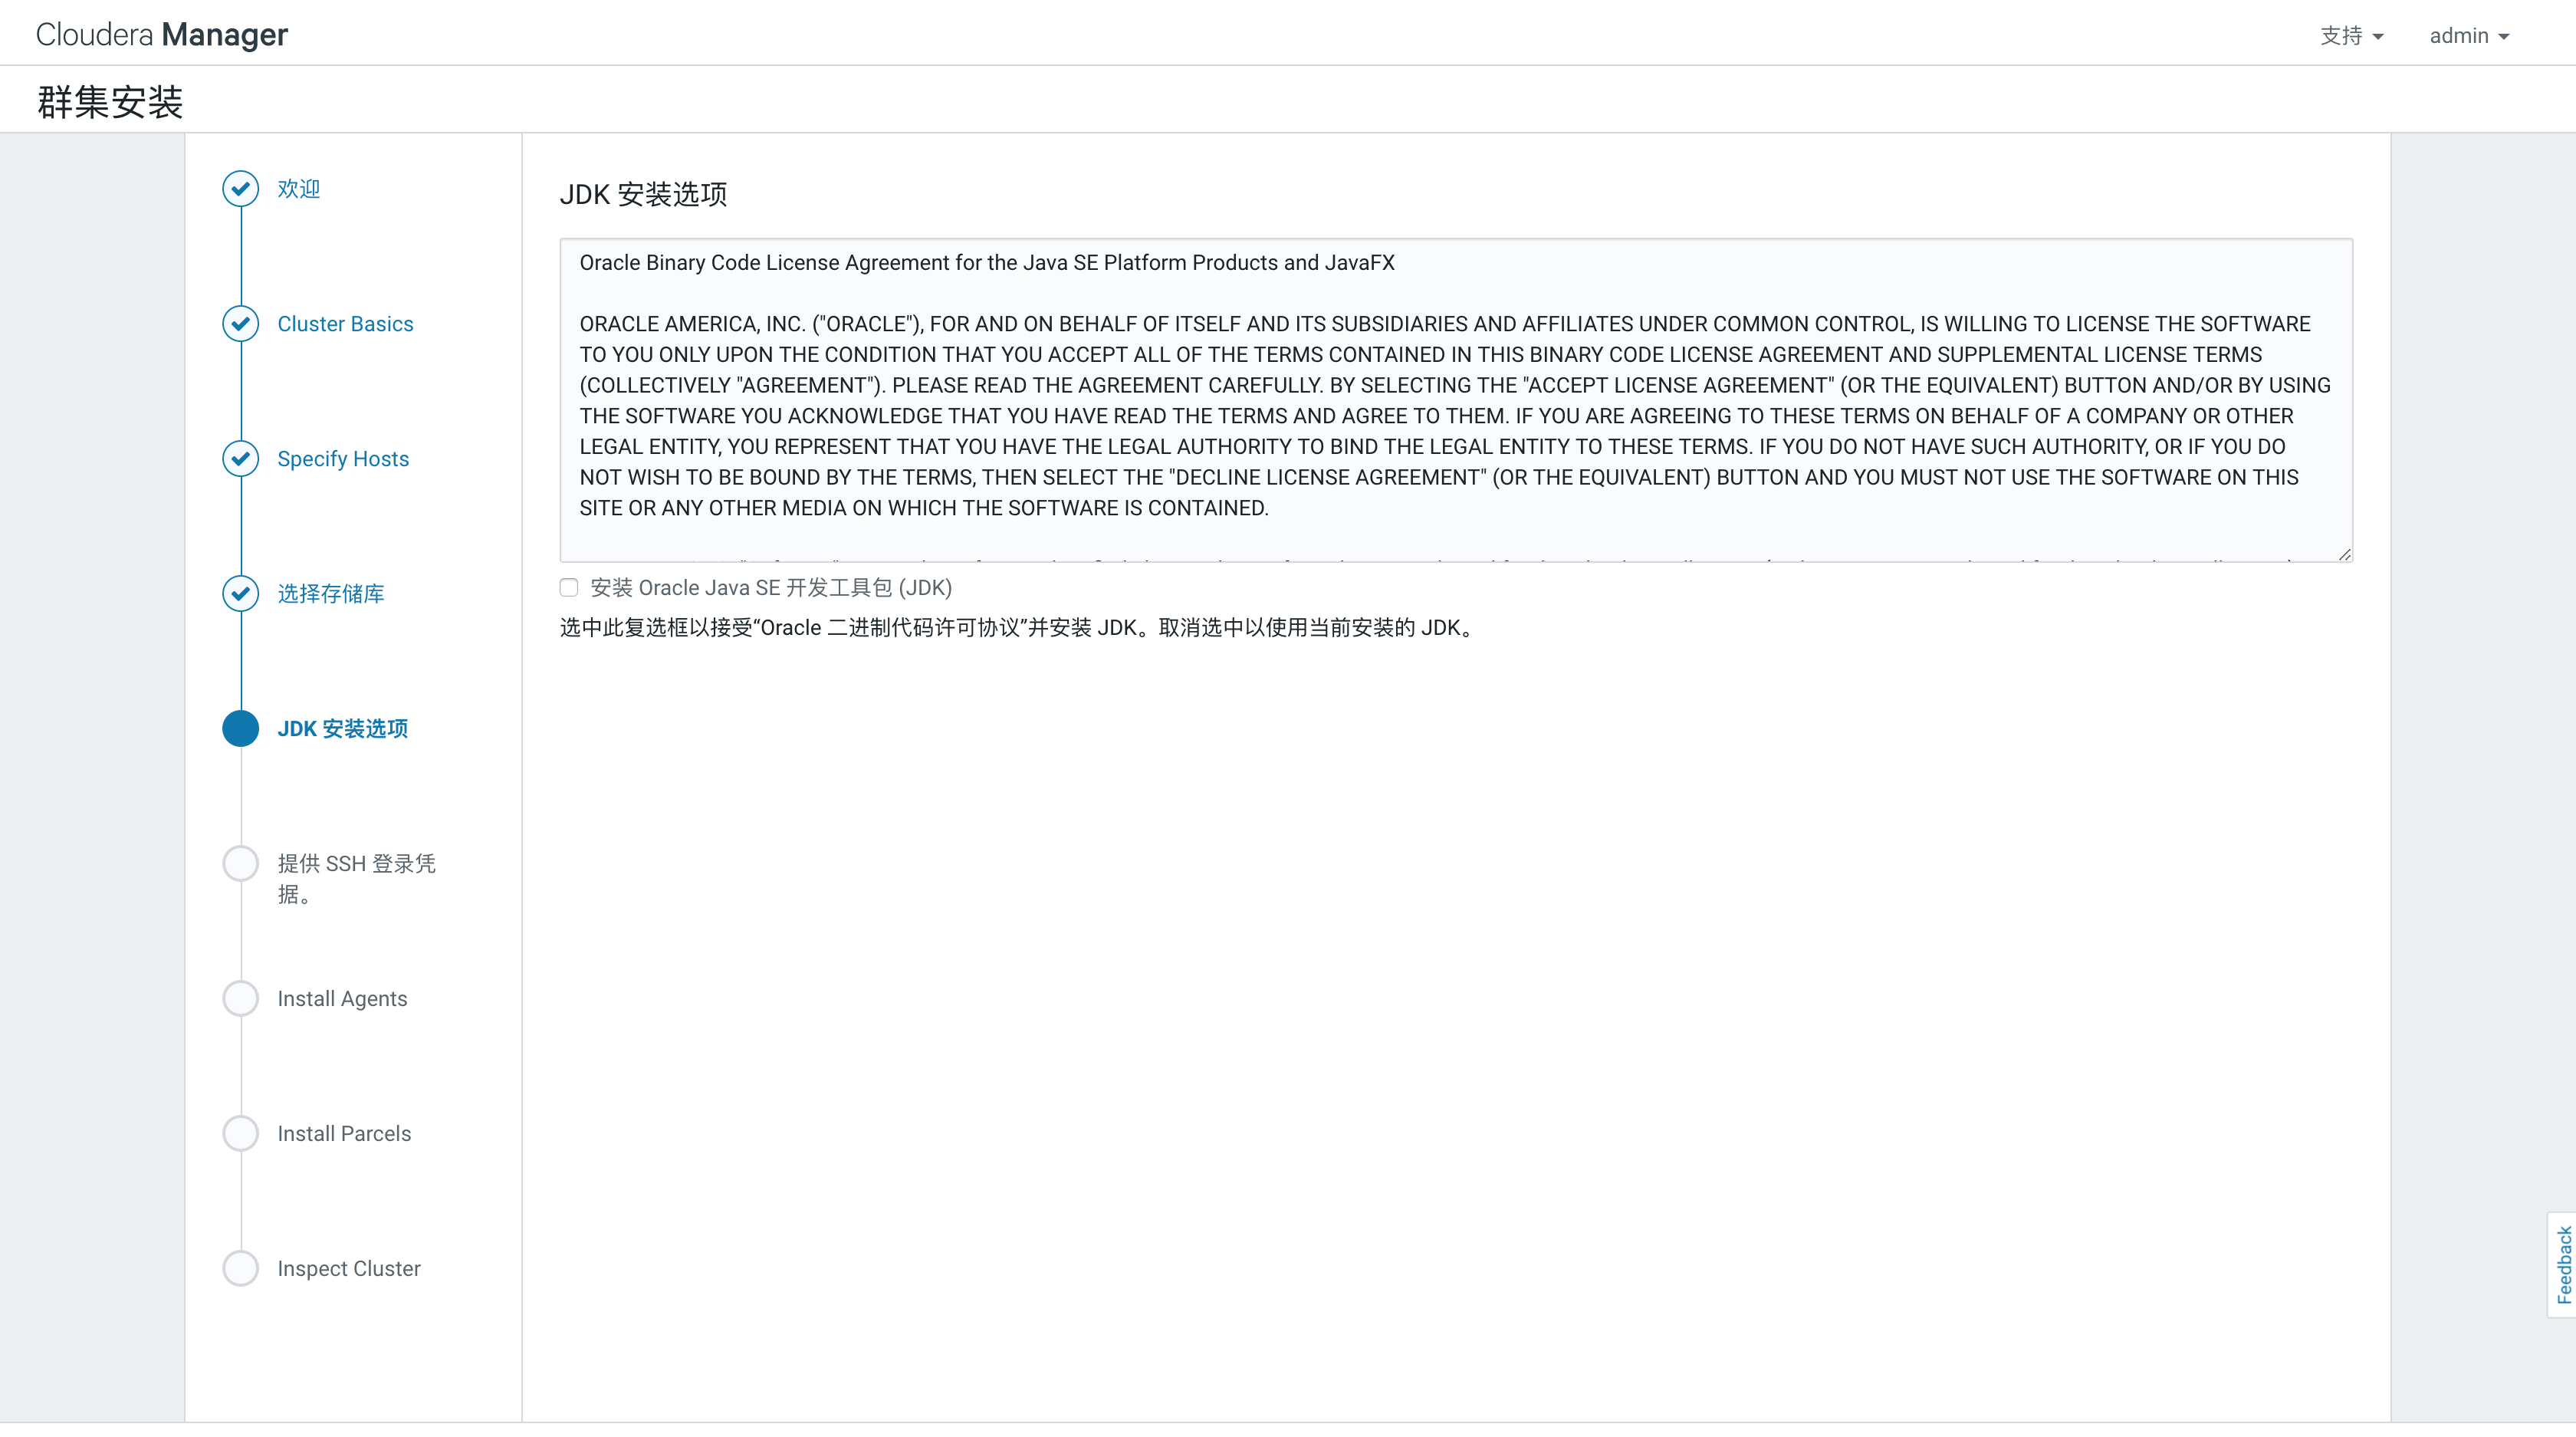 Cloudera Manager
支持
admin
群集安装
欢迎
Cluster Basics
Specify Hosts
选择存储库
JDK 安装选项
提供 SSH 登录凭
据。
Install Agents
Install Parcels
Inspect Cluster
JDK 安装选项
Oracle Binary Code License Agreement for the Java SE Platform Products and JavaFX
ORACLE AMERICA, INC. ("ORACLE"), FOR AND ON BEHALF OF ITSELF AND ITS SUBSIDIARIES AND AFFILIATES UNDER COMMON CONTROL, IS WILLING TO LICENSE THE SOFTWARE
TO YOU ONLY UPON THE CONDITION THAT YOU ACCEPT ALL OF THE TERMS CONTAINED IN THIS BINARY CODE LICENSE AGREEMENT AND SUPPLEMENTAL LICENSE TERMS
(COLLECTIVELY "AGREEMENT"). PLEASE READ THE AGREEMENT CAREFULLY. BY SELECTING THE "ACCEPT LICENSE AGREEMENT" (OR THE EQUIVALENT) BUTTON AND/OR BY USING
THE SOFTWARE YOU ACKNOWLEDGE THAT YOU HAVE READ THE TERMS AND AGREE TO THEM. IF YOU ARE AGREEING TO THESE TERMS ON BEHALF OF A COMPANY OR OTHER
LEGAL ENTITY, YOU REPRESENT THAT YOU HAVE THE LEGAL AUTHORITY TO BIND THE LEGAL ENTITY TO THESE TERMS. IF YOU DO NOT HAVE SUCH AUTHORITY, OR IF YOU DO
NOT WISH TO BE BOUND BY THE TERMS, THEN SELECT THE "DECLINE LICENSE AGREEMENT" (OR THE EQUIVALENT) BUTTON AND YOU MUST NOT USE THE SOFTWARE ON THIS
SITE OR ANY OTHER MEDIA ON WHICH THE SOFTWARE IS CONTAINED.
安装 Oracle Java SE 开发工具包 (JDK)
选中此复选框以接受“Oracle 二进制代码许可协议”并安装 JDK。取消选中以使用当前安装的 JDK。
Feedback